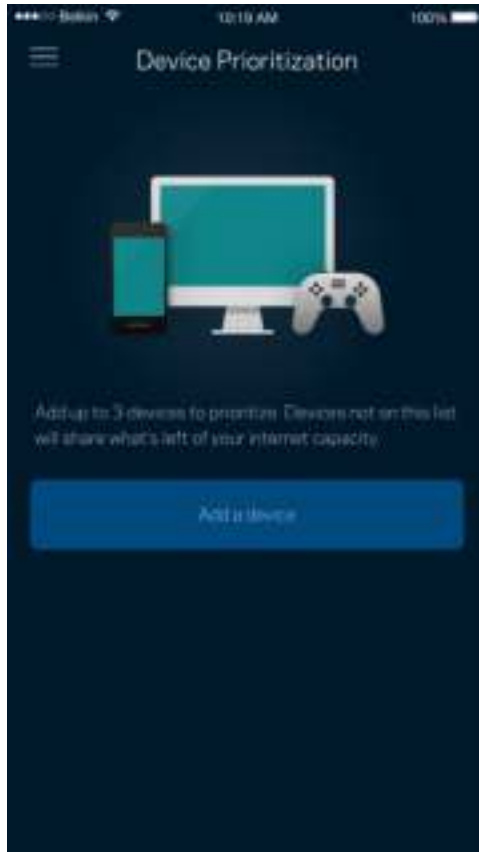 Belkin 10:19 AM 100%
Device Prioritization
Add up to 3 devices to prioritize. Devices not on this list
will share what's left of your internet capacity.
Add a device